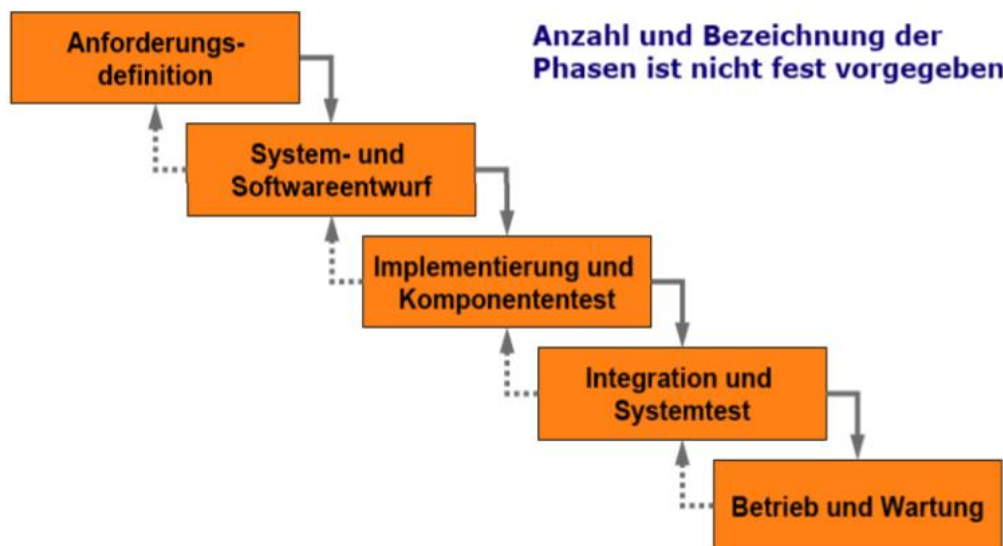 Anforderungs-
definition
Anzahl und Bezeichnung der
Phasen ist nicht fest vorgegeben
System- und
Softwareentwurf
Implementierung und
Komponententest
Integration und
Systemtest
Betrieb und Wartung